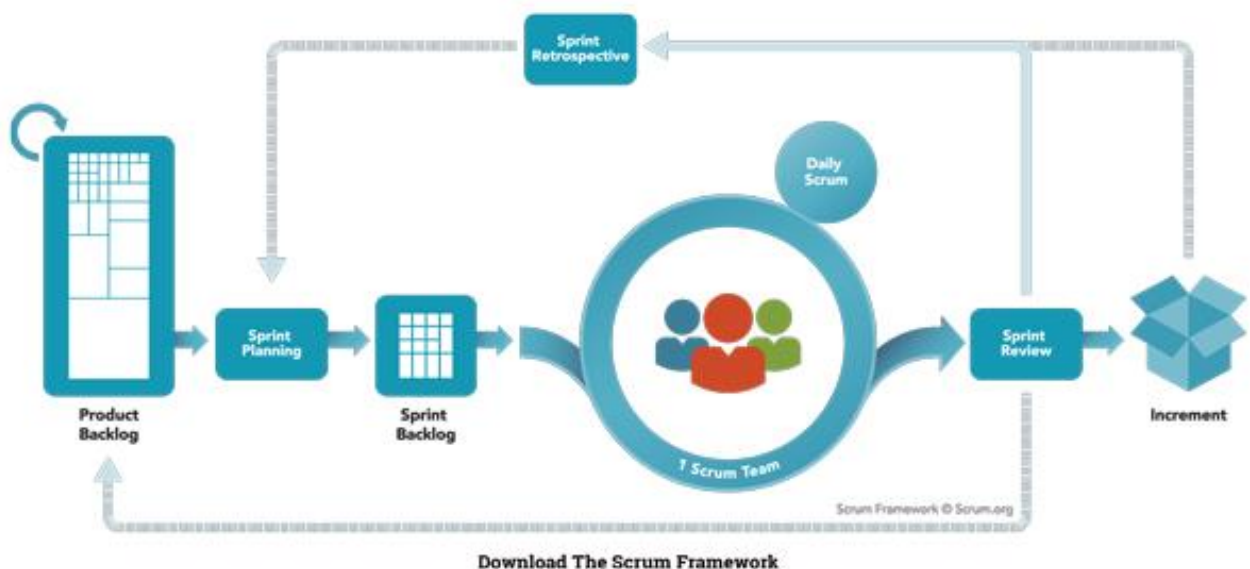 Sprint
Retrospective
Daily
Scrum
Sprint
Planning
Sprint
Review
Product
Backlog
Sprint
Backlog
Increment
1 Scrum Team
Scrum Framework © Scrum.org
Download The Scrum Framework